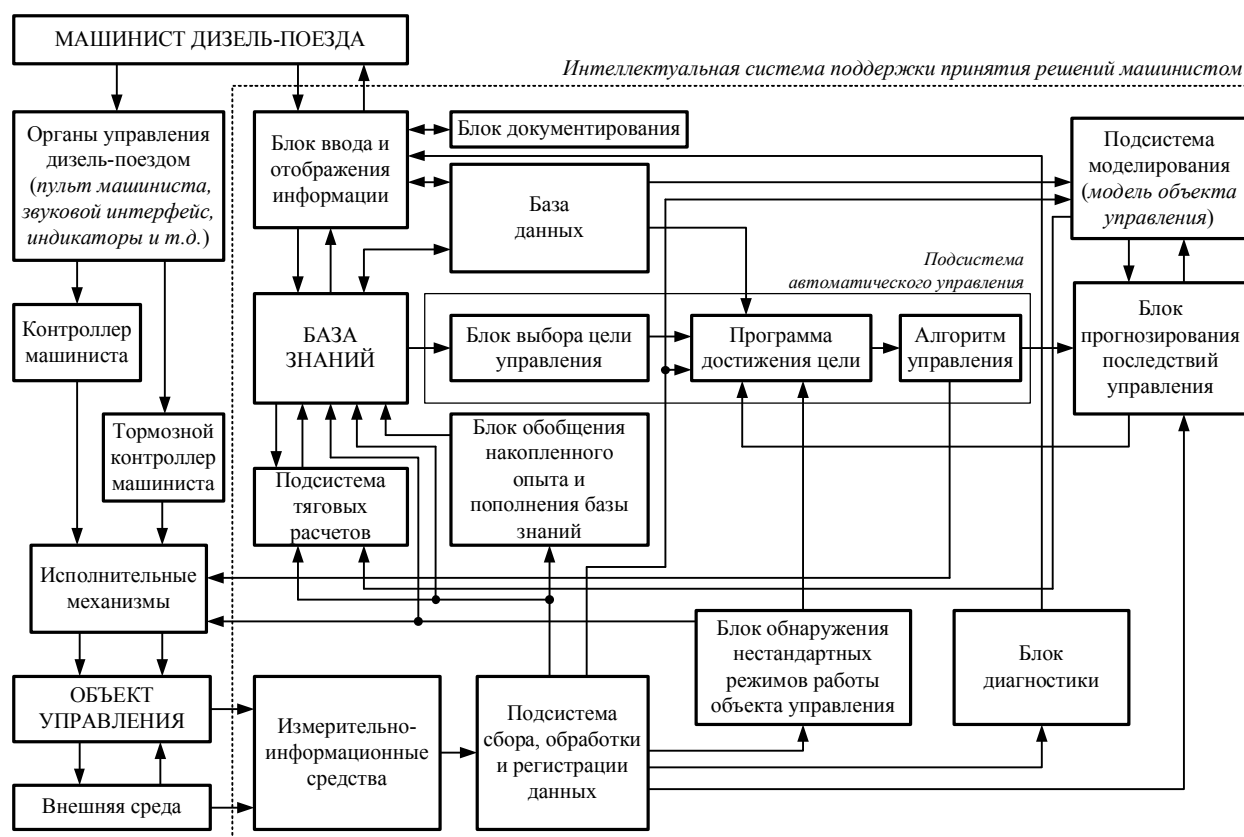 МАШИНИСТ ДИЗЕЛЬ-ПОЕЗДА
Интеллектуальная система поддержки принятия решений машинистом
Органы управления
дизель-поездом
(пульт машиниста,
звуковой интерфейс,
индикаторы и т.д.)
Блок ввода и
отображения
информации
Блок документирования
База
данных
Подсистема
моделирования
(модель объекта
управления)
Подсистема
автоматического управления
Контроллер
машиниста
БАЗА
ЗНАНИЙ
Блок выбора цели
управления
Программа
достижения цели
Алгоритм
управления
Блок
прогнозирования
последствий
управления
Тормозной
контроллер
машиниста
Подсистема
тяговых
расчетов
Блок обобщения
накопленного
опыта и
пополнения базы
знаний
Исполнительные
механизмы
Блок обнаружения
нестандартных
режимов работы
объекта управления
Блок
диагностики
ОБЪЕКТ
УПРАВЛЕНИЯ
Измерительно-
информационные
средства
Подсистема
сбора, обработки
и регистрации
данных
Внешняя среда